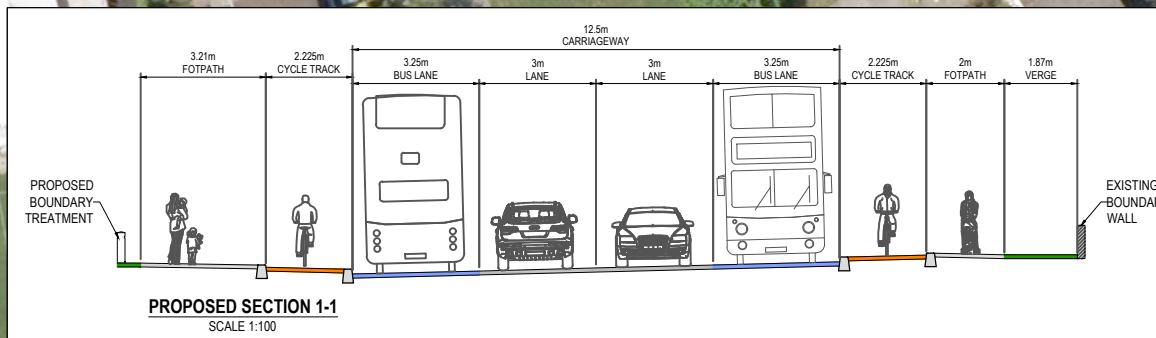 12.5m
CARRIAGEWAY
3.21m
FOTPATH
2.225m
CYCLE TRACK
3.25m
BUS LANE
3m
LANE
3m
LANE
3.25m
BUS LANE
2.225m
CYCLE TRACK
2m
FOTPATH
1.87m
VERGE
PROPOSED
BOUNDARY
TREATMENT
EXISTING
BOUNDAR
WALL
PROPOSED SECTION 1-1
SCALE 1:100